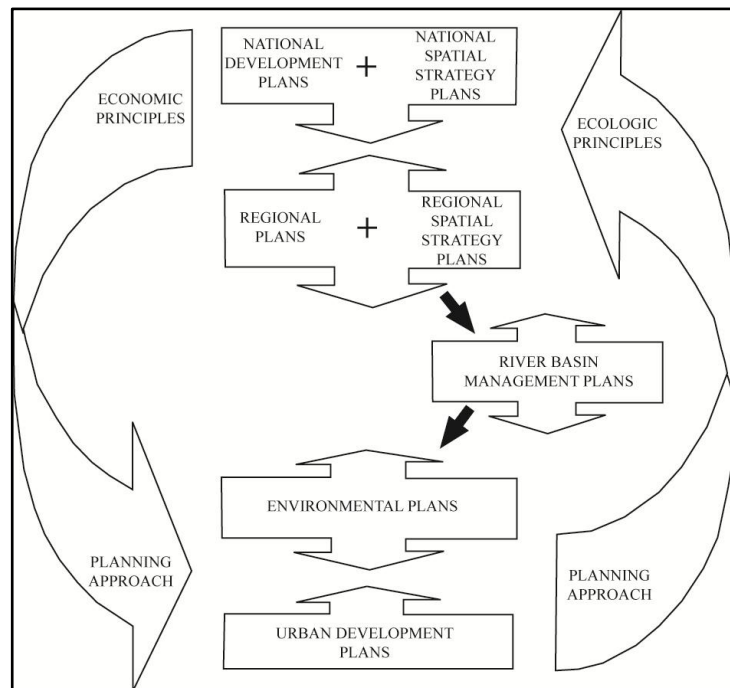 NATIONAL
DEVELOPMENT
PLANS
+
NATIONAL
SPATIAL
STRATEGY
PLANS
ECONOMIC
PRINCIPLES
ECOLOGIC
PRINCIPLES
REGIONAL
PLANS
+
REGIONAL
SPATIAL
STRATEGY
PLANS
RIVER BASIN
MANAGEMENT PLANS
ENVIRONMENTAL PLANS
PLANNING
APPROACH
PLANNING
APPROACH
URBAN DEVELOPMENT
PLANS